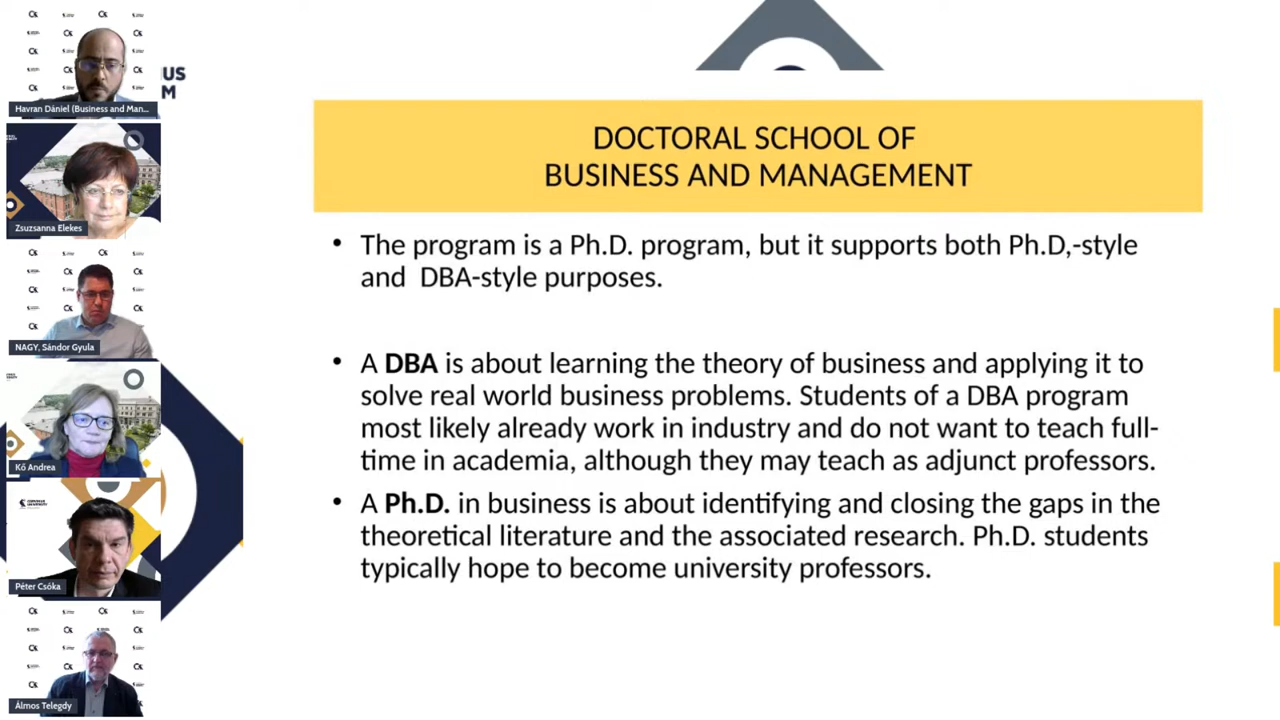 IUS
M
Havran Dániel (Business and Man...
Zsuzsanna Elekes
NAGY, Sándor Gyula
Kő Andrea
Péter Csóka
Álmos Telegdy
DOCTORAL SCHOOL OF
BUSINESS AND MANAGEMENT
• The program is a Ph.D. program, but it supports both Ph.D,-style
and DBA-style purposes.
• A DBA is about learning the theory of business and applying it to
solve real world business problems. Students of a DBA program
most likely already work in industry and do not want to teach full-
time in academia, although they may teach as adjunct professors.
• A Ph.D. in business is about identifying and closing the gaps in the
theoretical literature and the associated research. Ph.D. students
typically hope to become university professors.